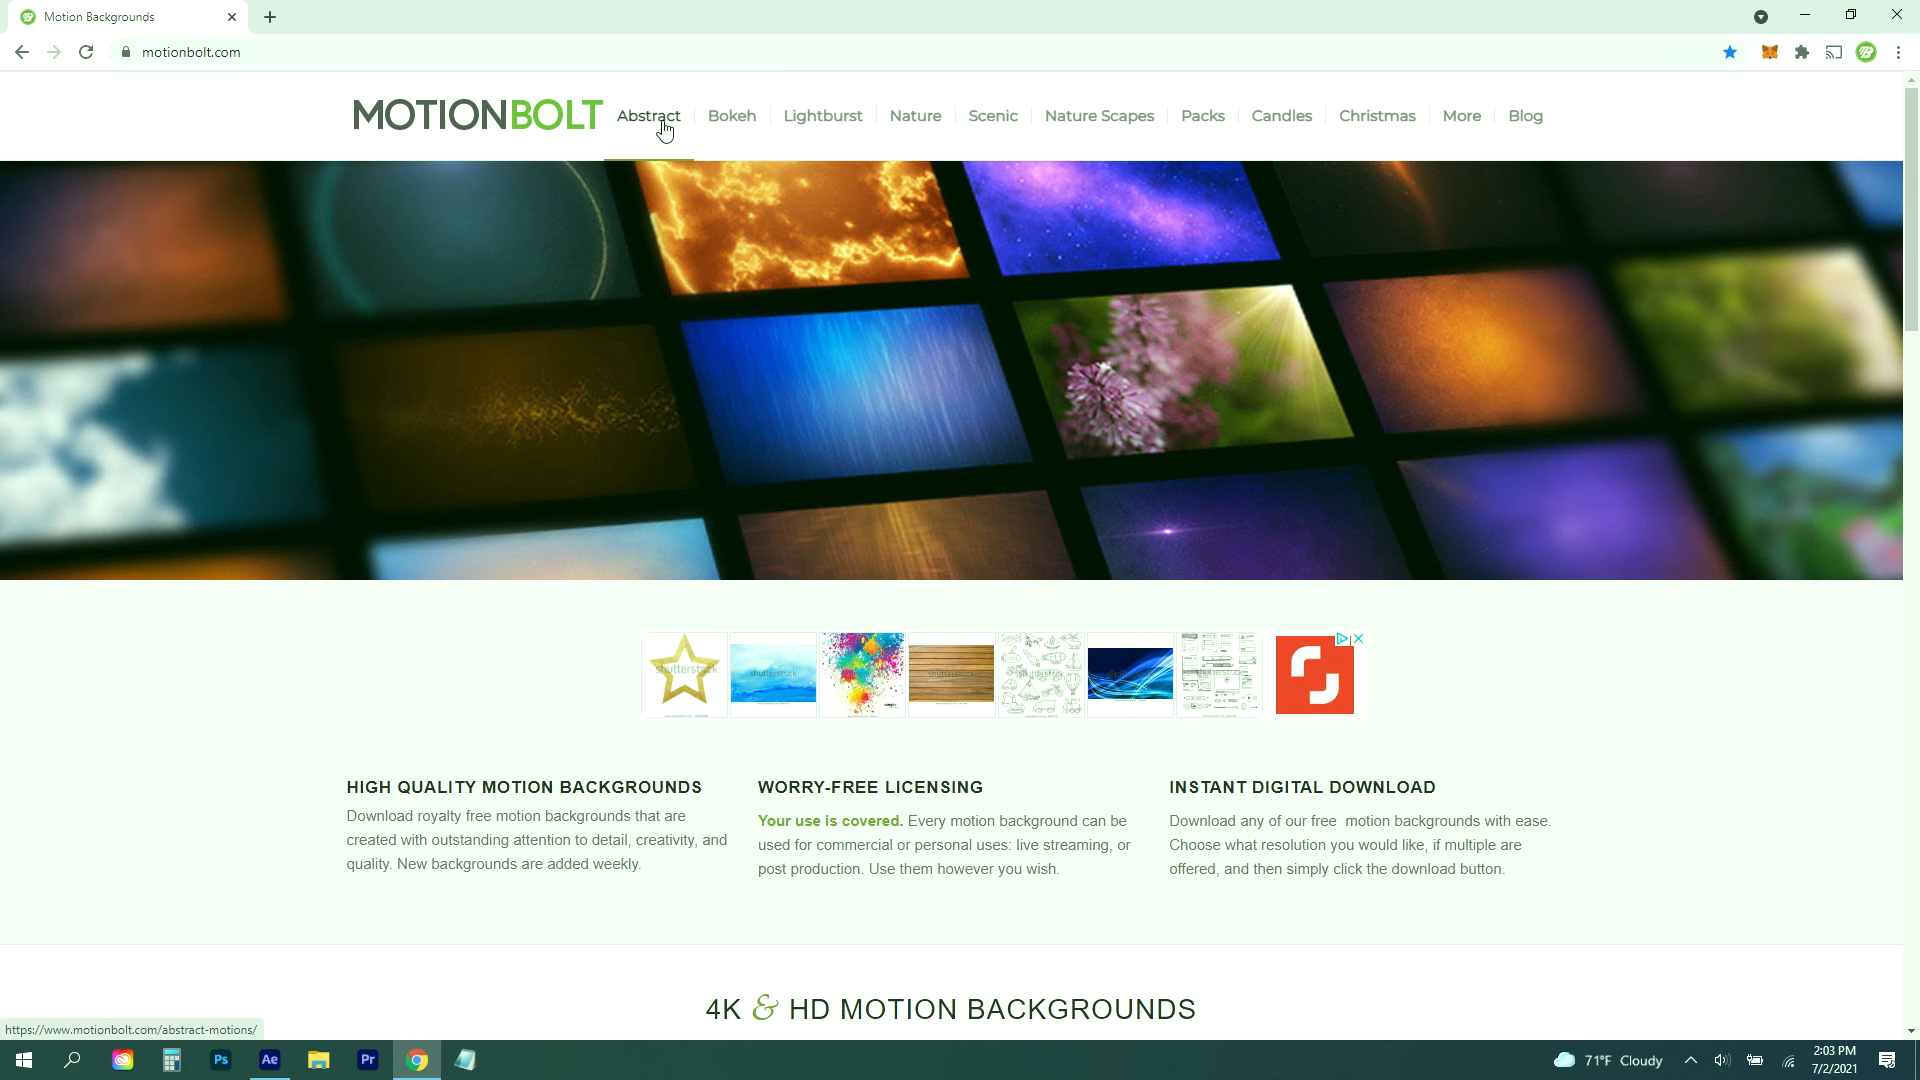 Motion Backgrounds
motionbolt.com
MOTIONBOLT
Abstract
Bokeh
Lightburst
Nature
Scenic
Nature Scapes
Packs
Candles
Christmas
More
Blog
shutterstock
shutterstock
HIGH QUALITY MOTION BACKGROUNDS
Download royalty free motion backgrounds that are
created with outstanding attention to detail, creativity, and
quality. New backgrounds are added weekly.
WORRY-FREE LICENSING
Your use is covered. Every motion background can be
used for commercial or personal uses: live streaming, or
post production. Use them however you wish.
INSTANT DIGITAL DOWNLOAD
Download any of our free motion backgrounds with ease.
Choose what resolution you would like, if multiple are
offered, and then simply click the download button.
4K & HD MOTION BACKGROUNDS
https://www.motionbolt.com/abstract-motions/
Ps
Ae
Pr
71°F Cloudy
2:03 PM
7/2/2021